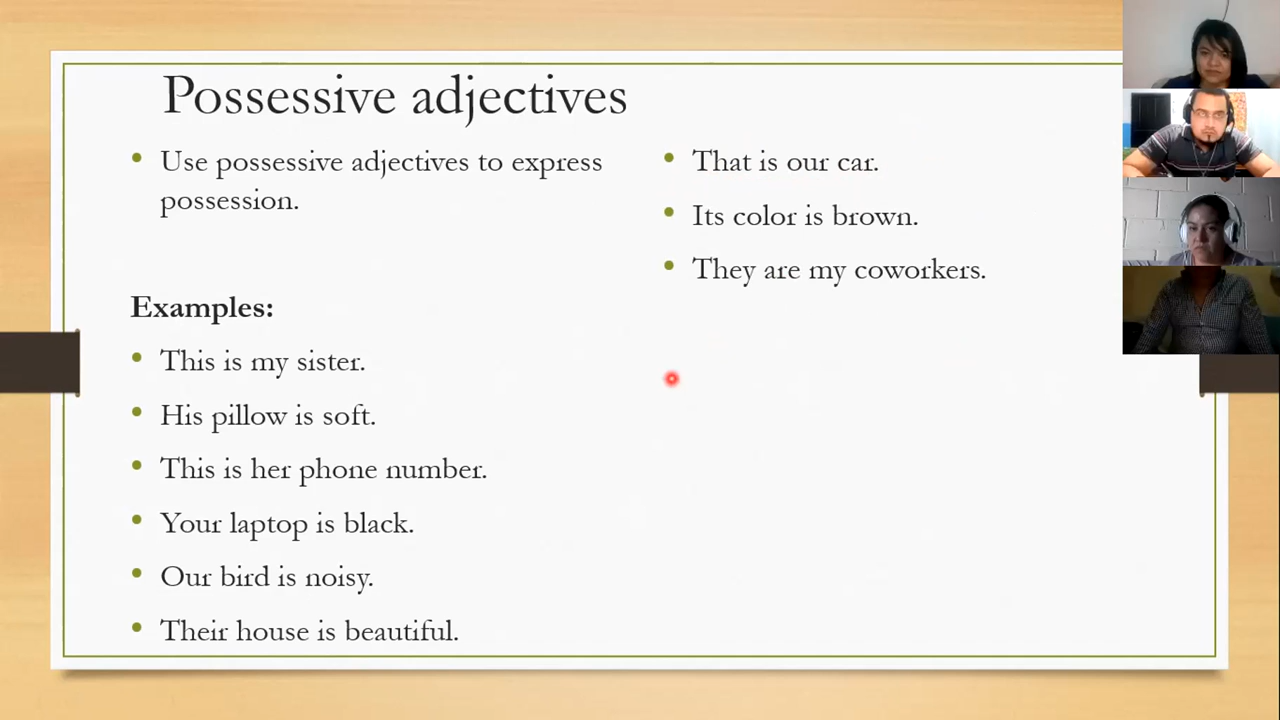 Possessive adjectives
• Use possessive adjectives to express
possession.
Examples:
• This is my sister.
• His pillow is soft.
• This is her phone number.
• Your laptop is black.
• Our bird is noisy.
• Their house is beautiful.
• That is our car.
• Its color is brown.
• They are my coworkers.